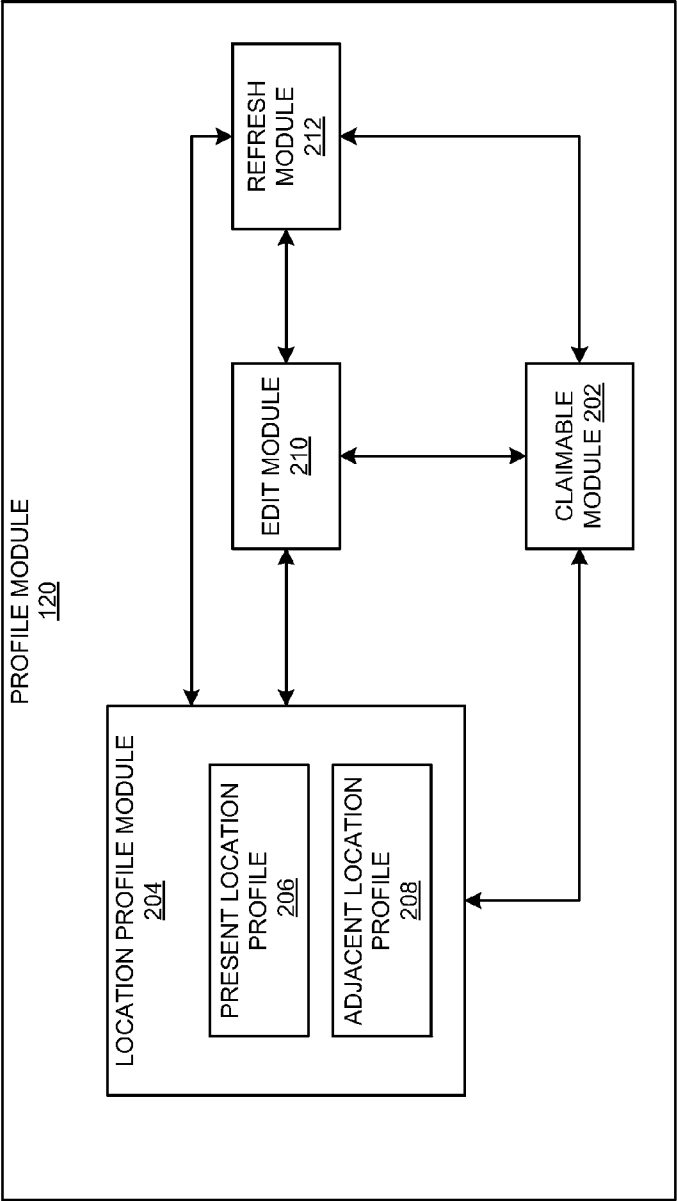 PROFILE MODULE
120
LOCATION PROFILE MODULE
204
PRESENT LOCATION
PROFILE
206
ADJACENT LOCATION
PROFILE
208
EDIT MODULE
210
REFRESH
MODULE
212
CLAIMABLE
MODULE 202